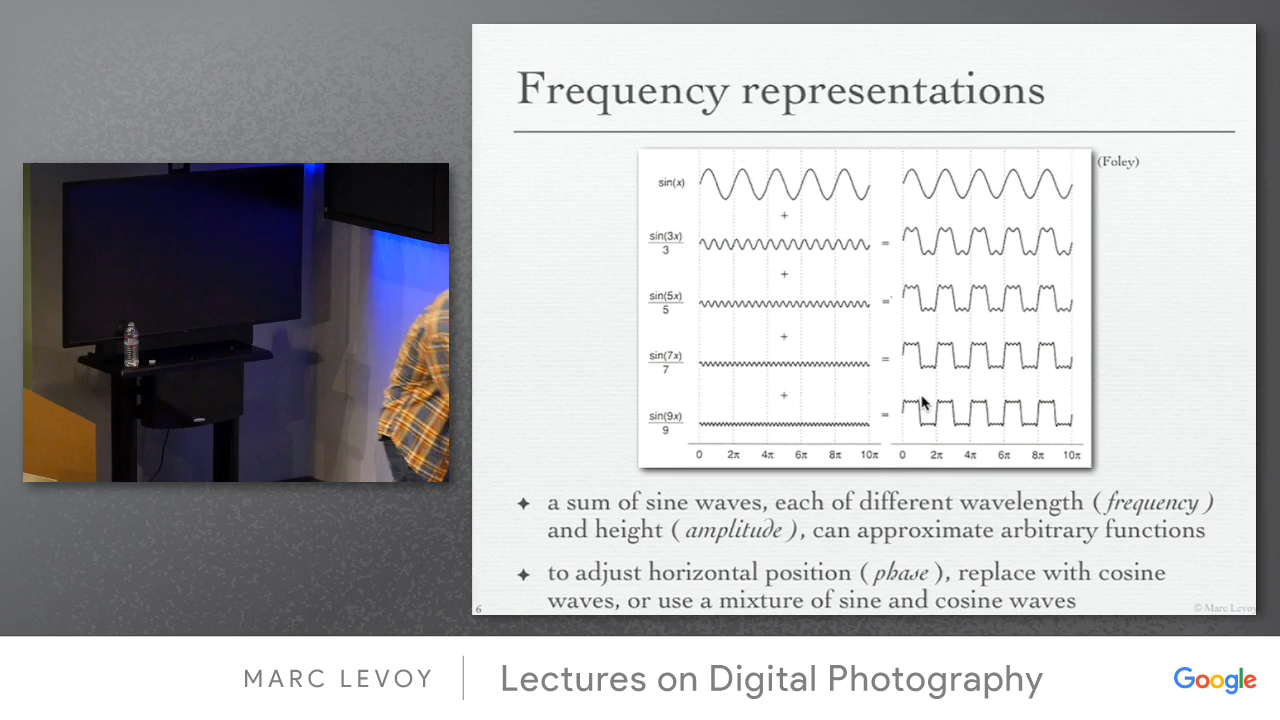 Frequency representations
(Foley)
sin(x)
+
sin(3x)
3
=
+
sin(5x)
5
=
+
sin(7x)
7
=
+
sin(9x)
9
=
0 2π 4π 6π 8π 10π 0 2π 4π 6π 8π 10π
✦ a sum of sine waves, each of different wavelength (frequency)
and height (amplitude), can approximate arbitrary functions
✦ to adjust horizontal position (phase), replace with cosine
waves, or use a mixture of sine and cosine waves
6
© Marc Levoy
MARC LEVOY
Lectures on Digital Photography
Google